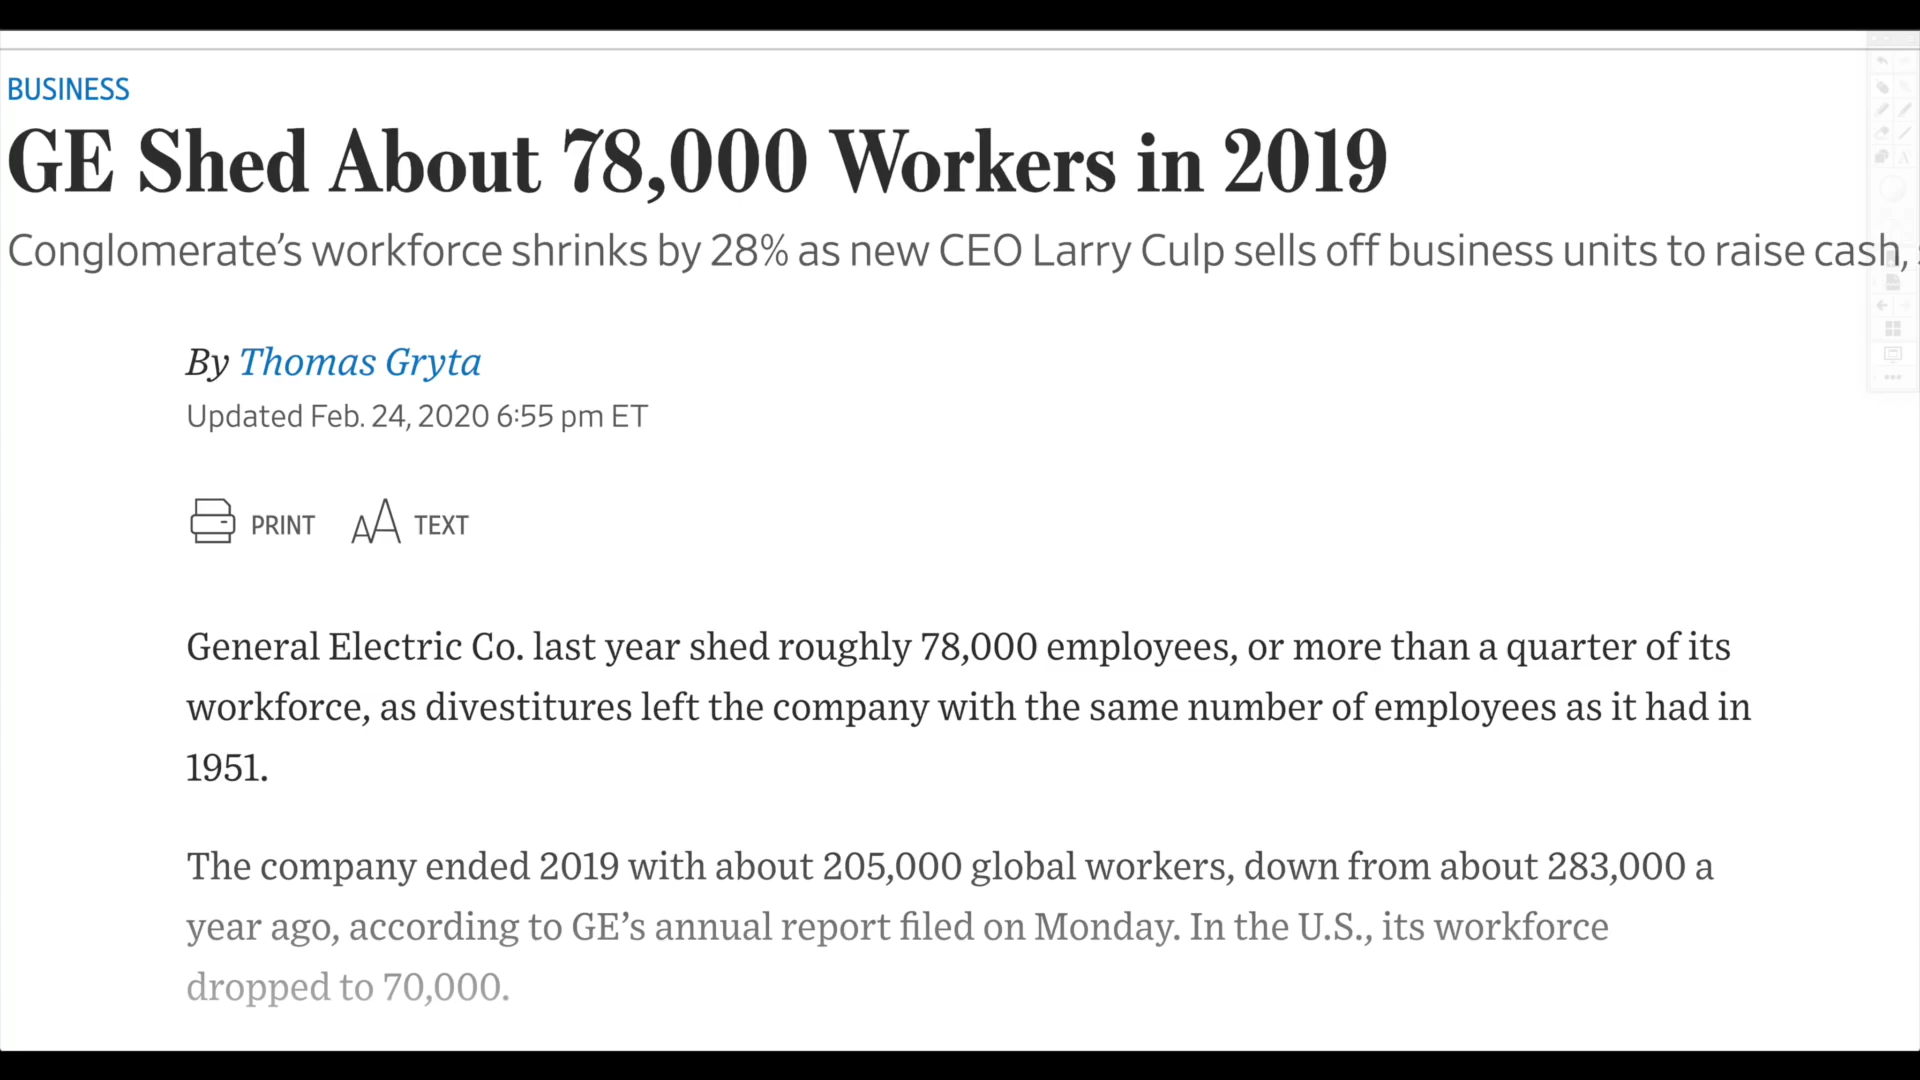 BUSINESS
GE Shed About 78,000 Workers in 2019
Conglomerate’s workforce shrinks by 28% as new CEO Larry Culp sells off business units to raise cash,
By Thomas Gryta
Updated Feb. 24, 2020 6:55 pm ET
PRINT AA TEXT
General Electric Co. last year shed roughly 78,000 employees, or more than a quarter of its
workforce, as divestitures left the company with the same number of employees as it had in
1951.
The company ended 2019 with about 205,000 global workers, down from about 283,000 a
year ago, according to GE’s annual report filed on Monday. In the U.S., its workforce
dropped to 70,000.